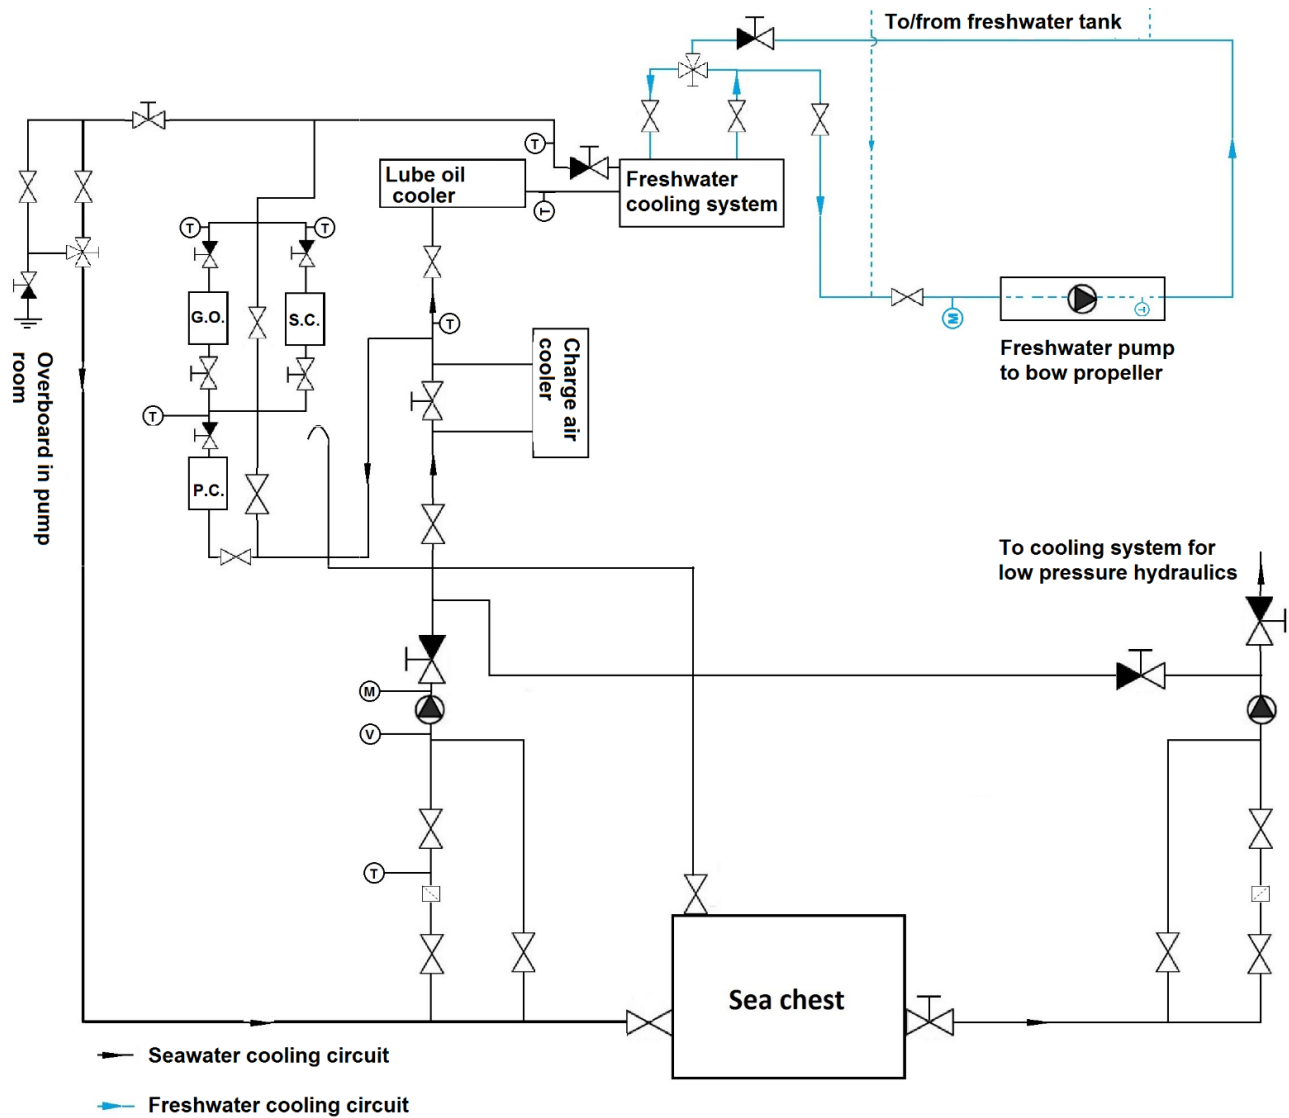 To/from freshwater tank
T
Lube oil
cooler
Freshwater
cooling system
T
T
T
G.O.
S.C.
T
M
T
Freshwater pump
to bow propeller
Charge air
cooler
Overboard in pump
room
T
P.C.
To cooling system for
low pressure hydraulics
M
V
T
Sea chest
Seawater cooling circuit
Freshwater cooling circuit